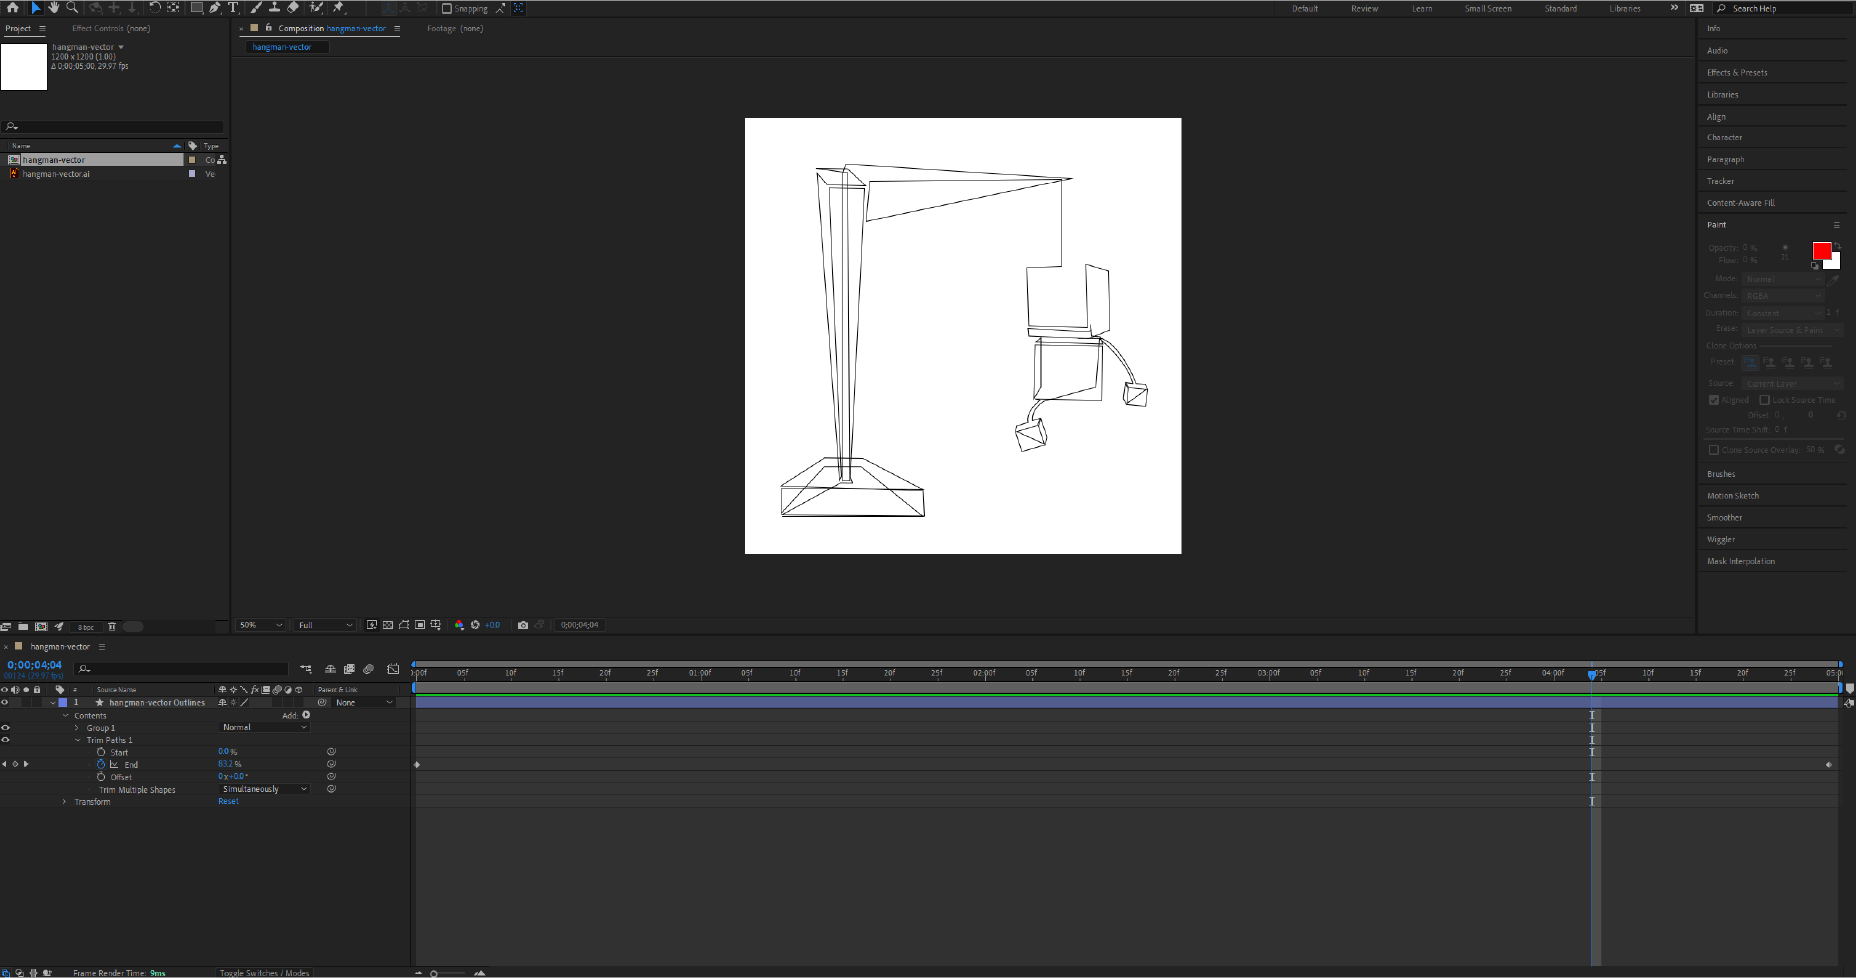 Snapping
Default
Review
Learn
Small Screen
Standard
Libraries
Search Help
Project
Effect Controls (none)
Composition hangman-vector
Footage (none)
hangman-vector
hangman-vector
1200 x 1200 (1.00)
Δ 0;00;05;00, 29.97 fps
Name
Type
hangman-vector
Co
hangman-vector.ai
Ve
Info
Audio
Effects & Presets
Libraries
Align
Character
Paragraph
Tracker
Content-Aware Fill
Paint
Opacity: 0 %
Flow: 0 %
Mode: Normal
Channels: RGBA
Duration: Constant
Erase: Layer Source & Paint
Clone Options
Preset:
Source: Current Layer
Aligned
Lock Source Time
Offset: 0, 0
Source Time Shift: 0 f
Clone Source Overlay: 50 %
Brushes
Motion Sketch
Smoother
Wiggler
Mask Interpolation
8 bpc
50%
Full
+0.0
0;00;04;04
hangman-vector
0;00;04;04
00124 (29.97 fps)
:00f 05f 10f 15f 20f 25f 01:00f 05f 10f 15f 20f 25f 02:00f 05f 10f 15f 20f 25f 03:00f 05f 10f 15f 20f 25f 04:00f 05f 10f 15f 20f 25f 05:0
# Source Name
Parent & Link
1 hangman-vector Outlines
None
Contents
Add:
Group 1
Normal
Trim Paths 1
Start
0.0 %
End
83.2 %
Offset
0 x +0.0 °
Trim Multiple Shapes
Simultaneously
Transform
Reset
Frame Render Time: 9ms
Toggle Switches / Modes